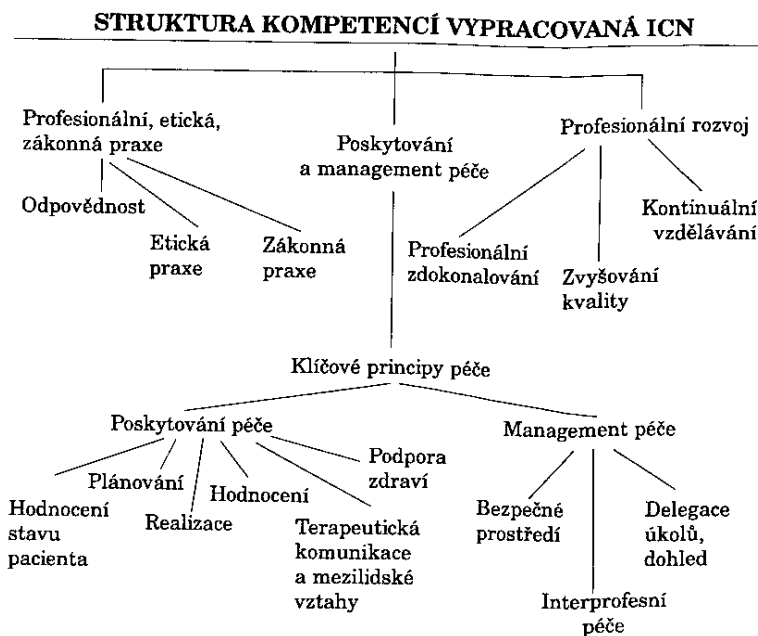 STRUKTURA KOMPETENCÍ VYPRACOVANÁ ICN
Profesionální, etická,
zákonná praxe
Poskytování
a management péče
Profesionální rozvoj
Odpovědnost
Etická
praxe
Zákonná
praxe
Profesionální
zdokonalování
Zvyšování
kvality
Kontinuální
vzdělávání
Klíčové principy péče
Poskytování péče
Management péče
Hodnocení
stavu
pacienta
Plánování
Realizace
Hodnocení
Terapeutická
komunikace
a mezilidské
vztahy
Podpora
zdraví
Bezpečné
prostředí
Interprofesní
péče
Delegace
úkolů,
dohled